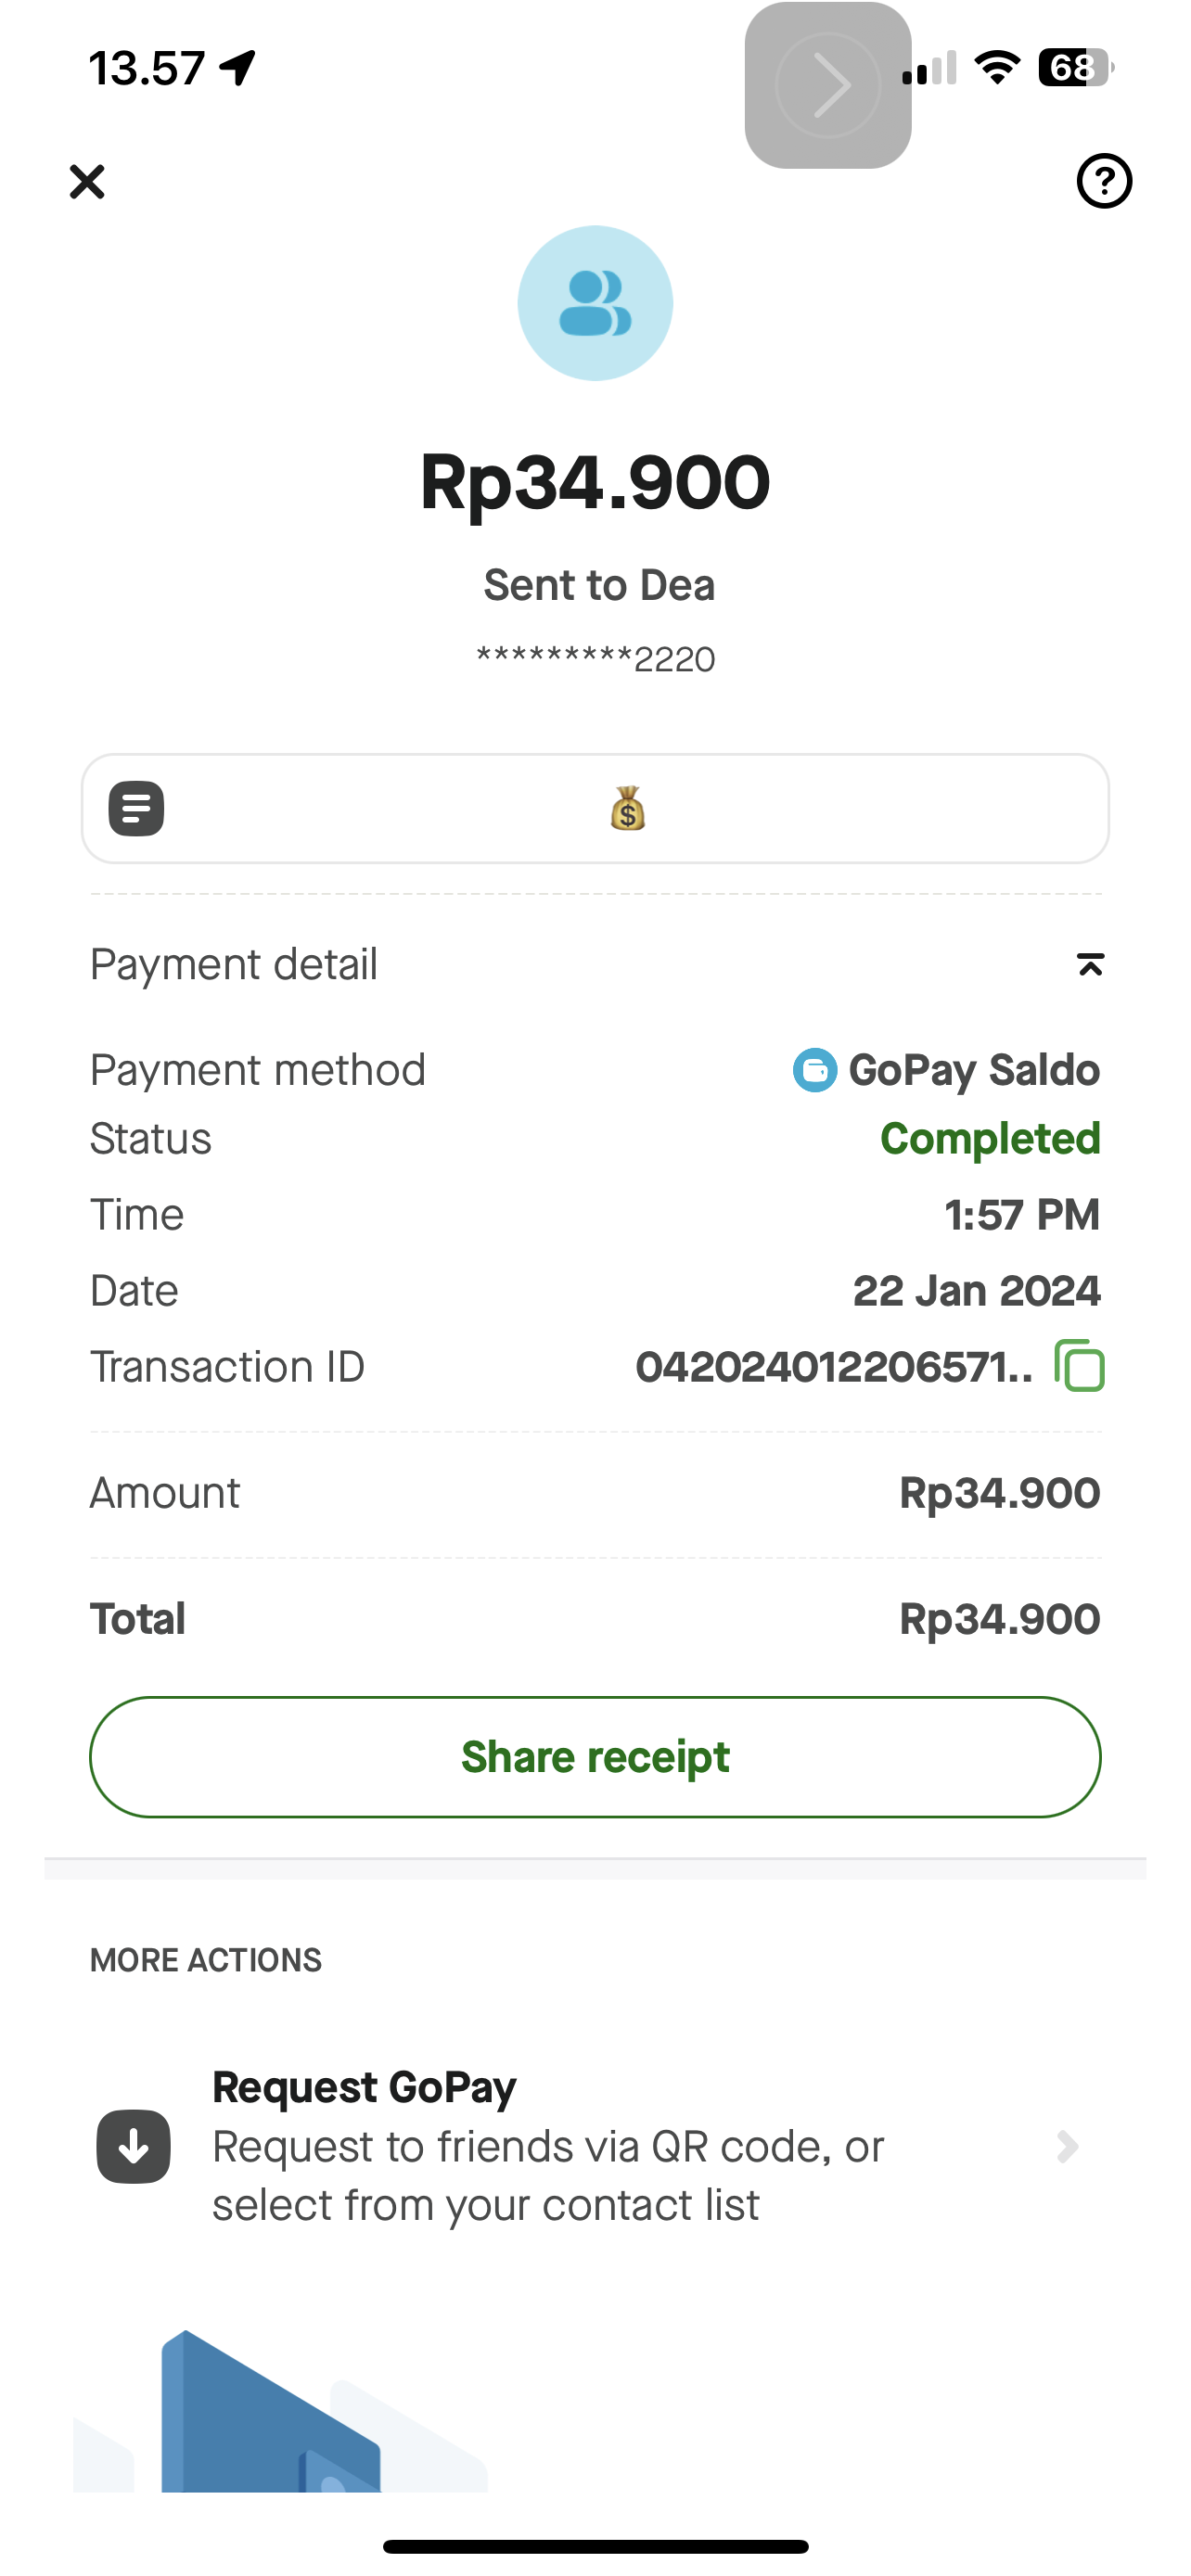 13.57
68
Rp34.900
Sent to Dea
*********2220
Payment detail
Payment method GoPay Saldo
Status Completed
Time 1:57 PM
Date 22 Jan 2024
Transaction ID 042024012206571..
Amount Rp34.900
Total Rp34.900
Share receipt
MORE ACTIONS
Request GoPay
Request to friends via QR code, or
select from your contact list